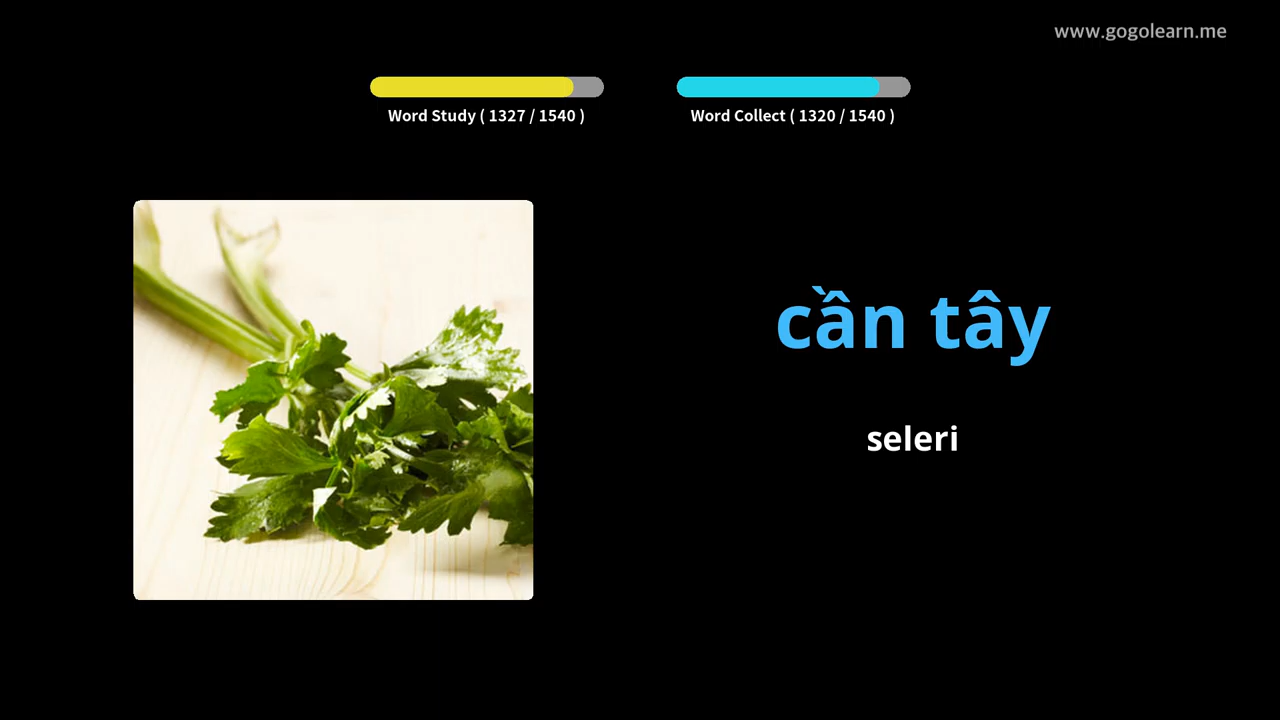 www.gogolearn.me
Word Study ( 1327 / 1540 )
Word Collect ( 1320 / 1540 )
cần tây
seleri